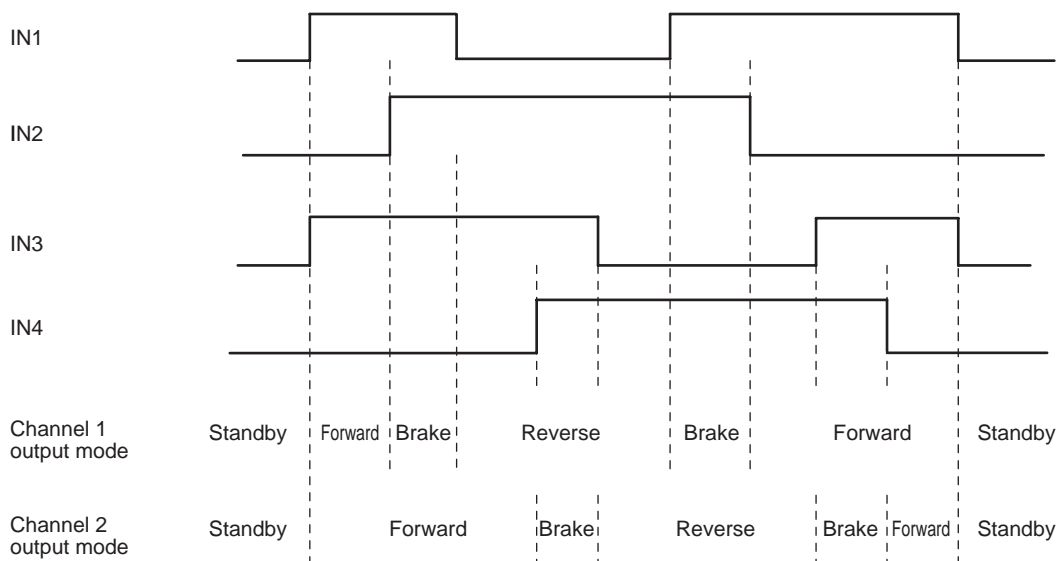 IN1
IN2
IN3
IN4
Channel 1
output mode
Standby Forward Brake Reverse Brake Forward Standby
Channel 2
output mode
Standby Forward Brake Reverse Brake Forward Standby